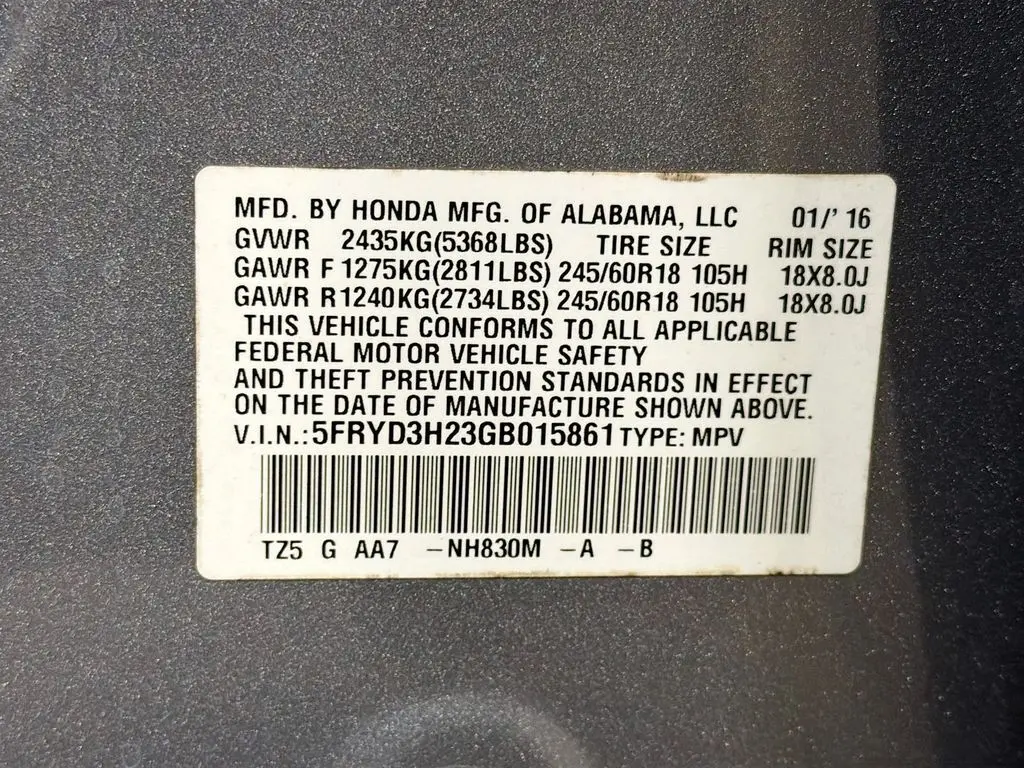 MFD. BY HONDA MFG. OF ALABAMA, LLC 01/' 16
GVWR 2435KG(5368LBS) TIRE SIZE RIM SIZE
GAWR F 1275KG(2811LBS) 245/60R18 105H 18X8.0J
GAWR R1240KG(2734LBS) 245/60R18 105H 18X8.0J
THIS VEHICLE CONFORMS TO ALL APPLICABLE
FEDERAL MOTOR VEHICLE SAFETY
AND THEFT PREVENTION STANDARDS IN EFFECT
ON THE DATE OF MANUFACTURE SHOWN ABOVE.
V.I.N.:5FRYD3H23GB015861 TYPE: MPV
TZ5 G AA7 -NH830M -A -B